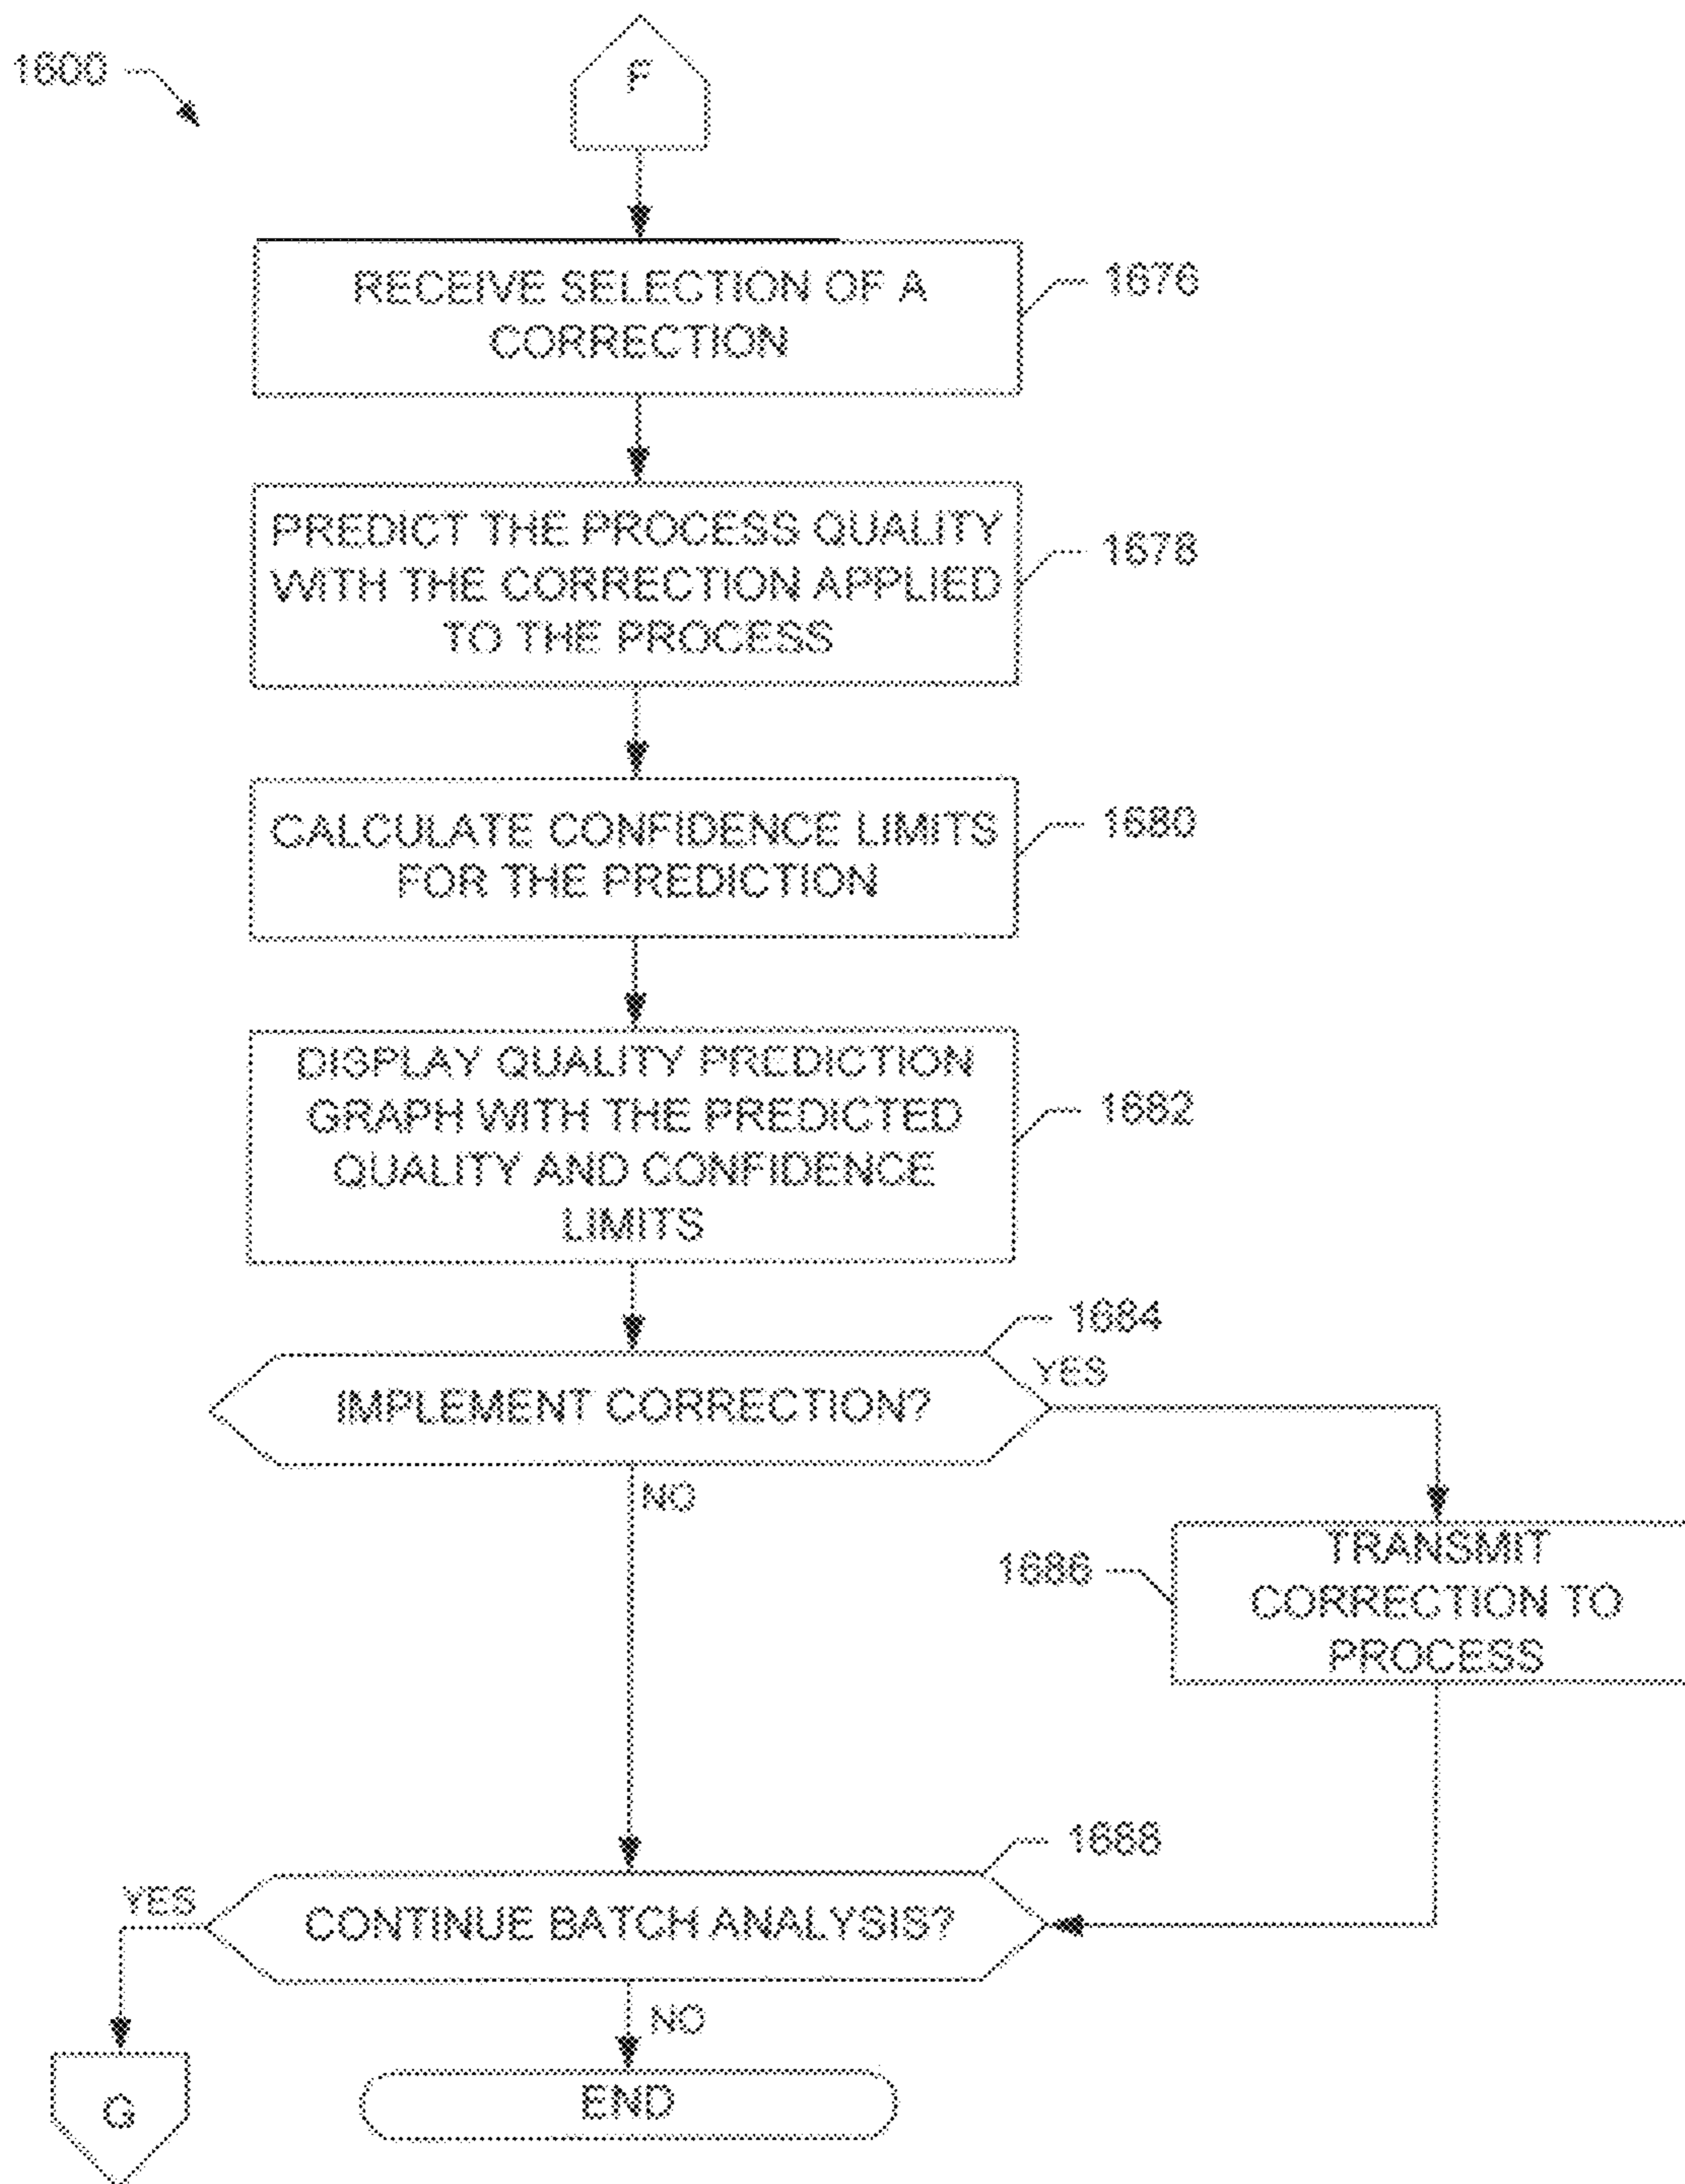 1600
F
RECEIVE SELECTION OF A
CORRECTION
1676
PREDICT THE PROCESS QUALITY
WITH THE CORRECTION APPLIED
TO THE PROCESS
1678
CALCULATE CONFIDENCE LIMITS
FOR THE PREDICTION
1680
DISPLAY QUALITY PREDICTION
GRAPH WITH THE PREDICTED
QUALITY AND CONFIDENCE
LIMITS
1682
1684
IMPLEMENT CORRECTION?
YES
NO
1686
TRANSMIT
CORRECTION TO
PROCESS
1688
YES
CONTINUE BATCH ANALYSIS?
NO
G
END